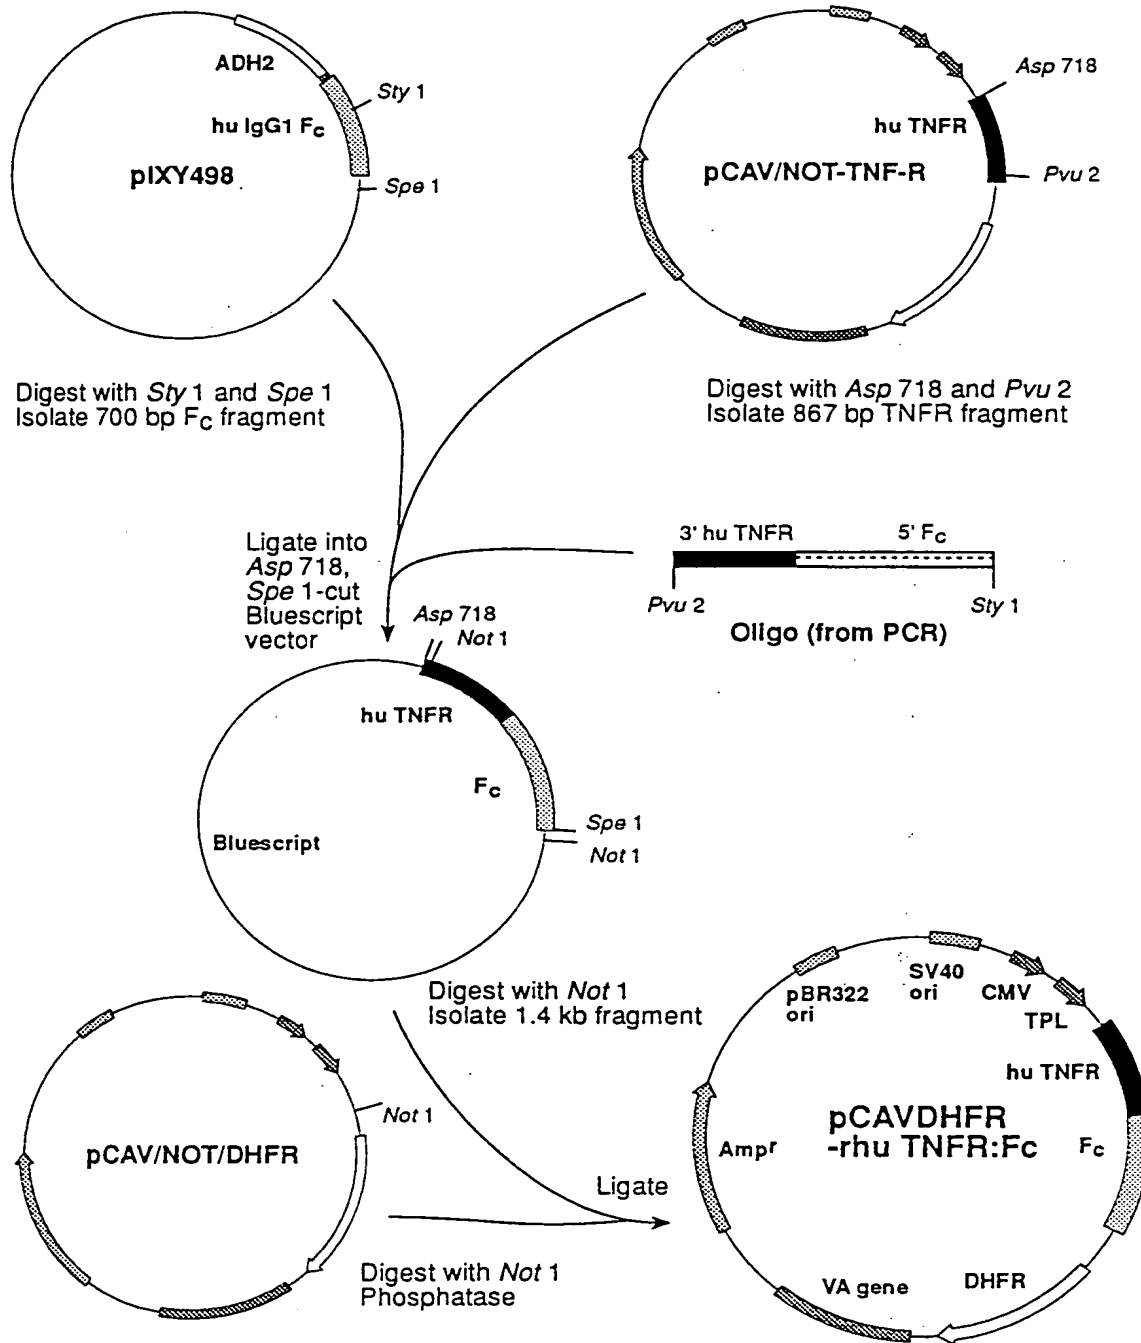 ADH2
Sty 1
hu IgG1 Fc
pIXY498
Spe 1
Asp 718
hu TNFR
pCAV/NOT-TNF-R
Pvu 2
Digest with Sty 1 and Spe 1
Isolate 700 bp Fc fragment
Digest with Asp 718 and Pvu 2
Isolate 867 bp TNFR fragment
3' hu TNFR
5' Fc
Pvu 2
Sty 1
Oligo (from PCR)
Ligate into
Asp 718,
Spe 1-cut
Bluescript
vector
Asp 718
Not 1
hu TNFR
Fc
Bluescript
Spe 1
Not 1
Digest with Not 1
Isolate 1.4 kb fragment
Not 1
pCAV/NOT/DHFR
Digest with Not 1
Phosphatase
Ligate
pBR322
ori
SV40
ori
CMV
TPL
hu TNFR
pCAVDHFR
-rhu TNFR:Fc
Fc
Ampr
VA gene
DHFR